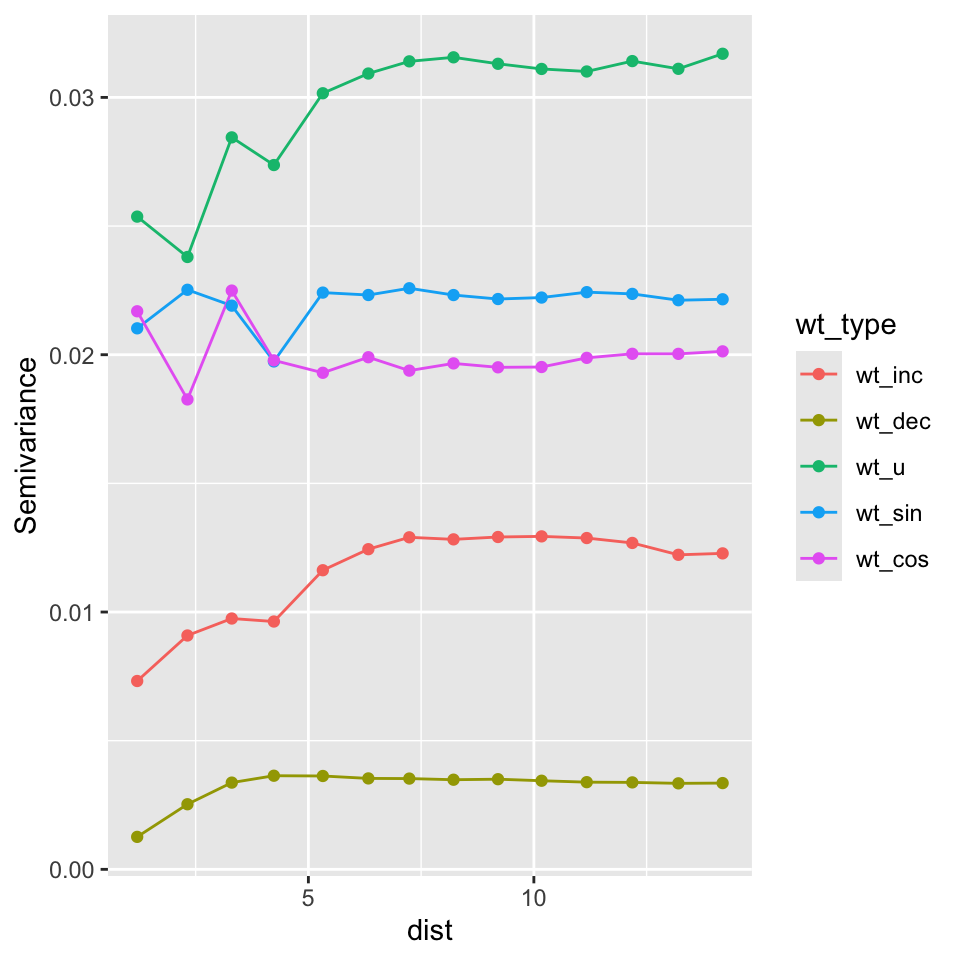 Semivariance
0.03
0.02
0.01
0.00
5
10
dist
wt_type
wt_inc
wt_dec
wt_u
wt_sin
wt_cos